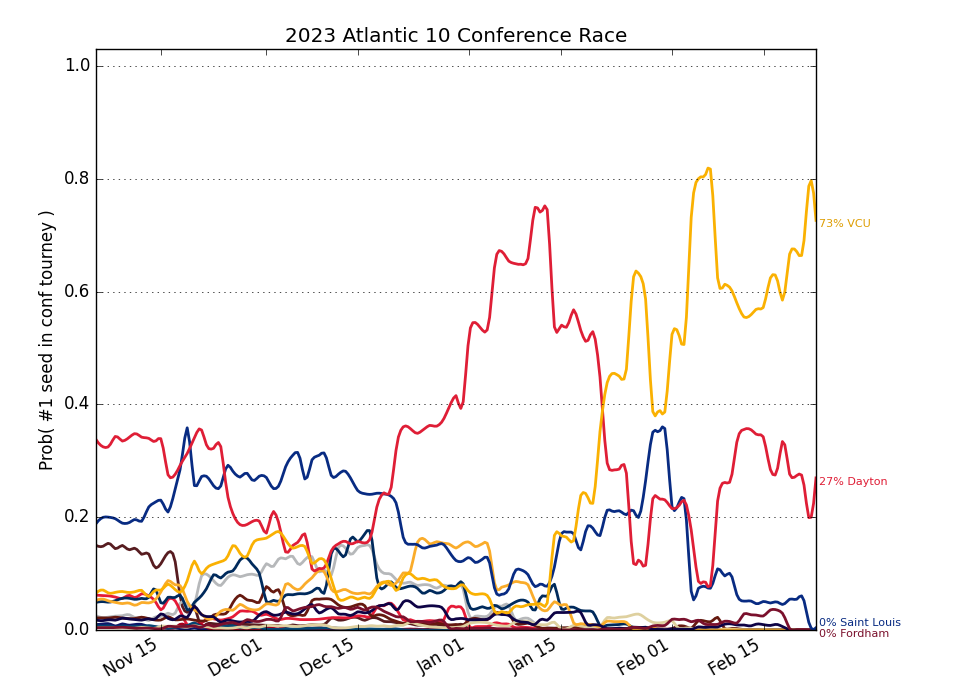 2023 Atlantic 10 Conference Race
Prob( #1 seed in conf tourney )
1.0
0.8
0.6
0.4
0.2
0.0
73% VCU
27% Dayton
0% Saint Louis
0% Fordham
Nov 15
Dec 01
Dec 15
Jan 01
Jan 15
Feb 01
Feb 15